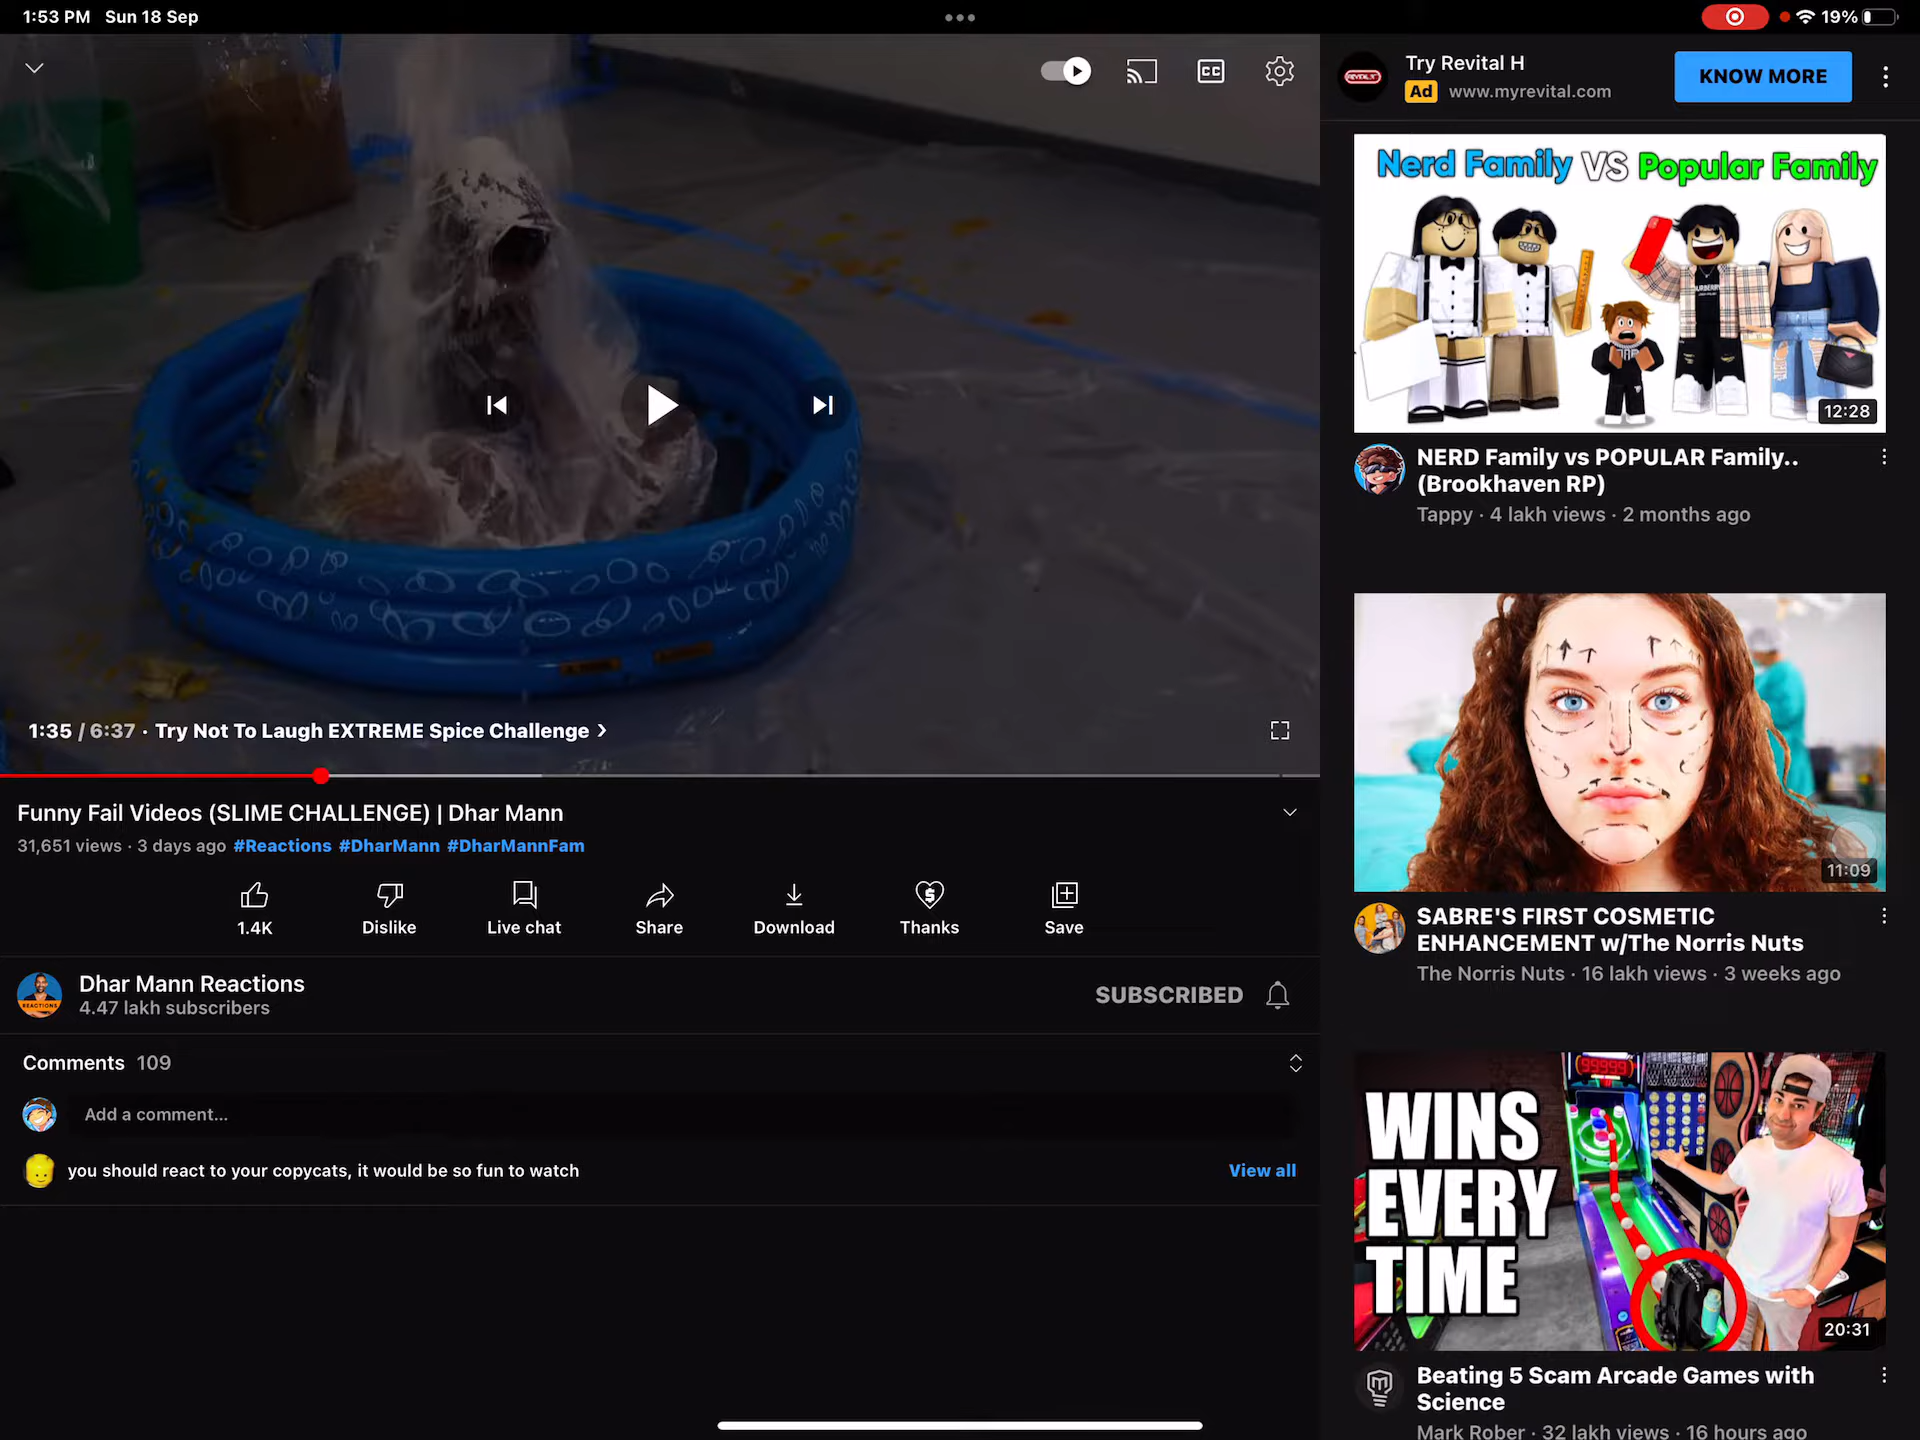 1:53 PM Sun 18 Sep
19%
CC
1:35 / 6:37 · Try Not To Laugh EXTREME Spice Challenge
Funny Fail Videos (SLIME CHALLENGE) | Dhar Mann
31,651 views · 3 days ago #Reactions #DharMann #DharMannFam
1.4K
Dislike
Live chat
Share
Download
Thanks
Save
REACTIONS
Dhar Mann Reactions
4.47 lakh subscribers
SUBSCRIBED
Comments 109
Add a comment...
you should react to your copycats, it would be so fun to watch
View all
REVITAL H
Try Revital H
Ad www.myrevital.com
KNOW MORE
Nerd Family VS Popular Family
BURBERRY
12:28
NERD Family vs POPULAR Family..
(Brookhaven RP)
Tappy · 4 lakh views · 2 months ago
11:09
SABRE'S FIRST COSMETIC
ENHANCEMENT w/The Norris Nuts
The Norris Nuts · 16 lakh views · 3 weeks ago
99999
WINS
EVERY
TIME
20:31
Beating 5 Scam Arcade Games with
Science
Mark Rober · 32 lakh views · 16 hours ago